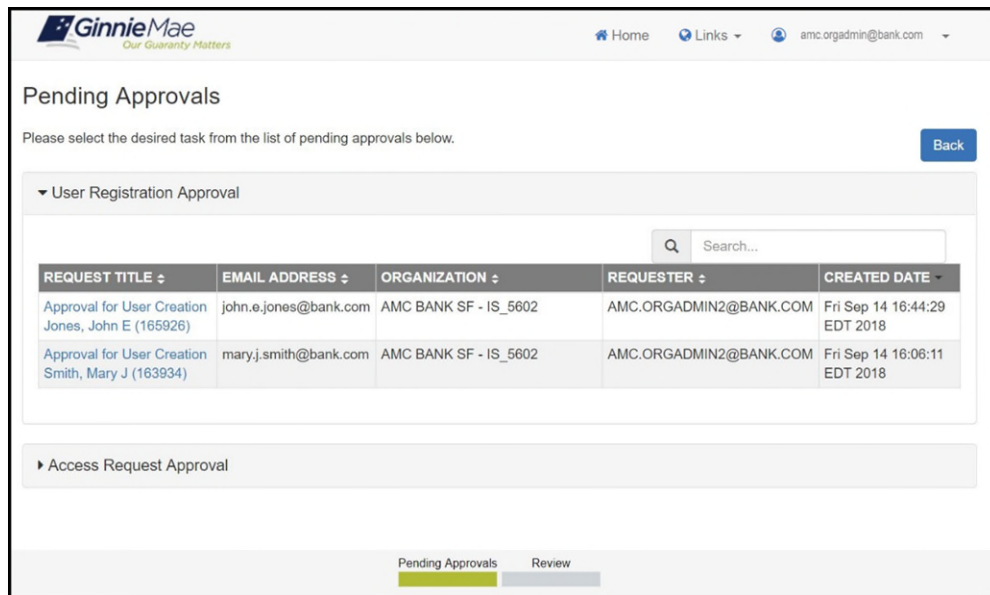 GinnieMae
Our Guaranty Matters
Home Links amc.orgadmin@bank.com
Pending Approvals
Please select the desired task from the list of pending approvals below.
Back
User Registration Approval
Search...
REQUEST TITLE EMAIL ADDRESS ORGANIZATION REQUESTER CREATED DATE
Approval for User Creation john.e.jones@bank.com AMC BANK SF - IS_5602 AMC.ORGADMIN2@BANK.COM Fri Sep 14 16:44:29
Jones, John E (165926) EDT 2018
Approval for User Creation mary.j.smith@bank.com AMC BANK SF - IS_5602 AMC.ORGADMIN2@BANK.COM Fri Sep 14 16:06:11
Smith, Mary J (163934) EDT 2018
Access Request Approval
Pending Approvals Review